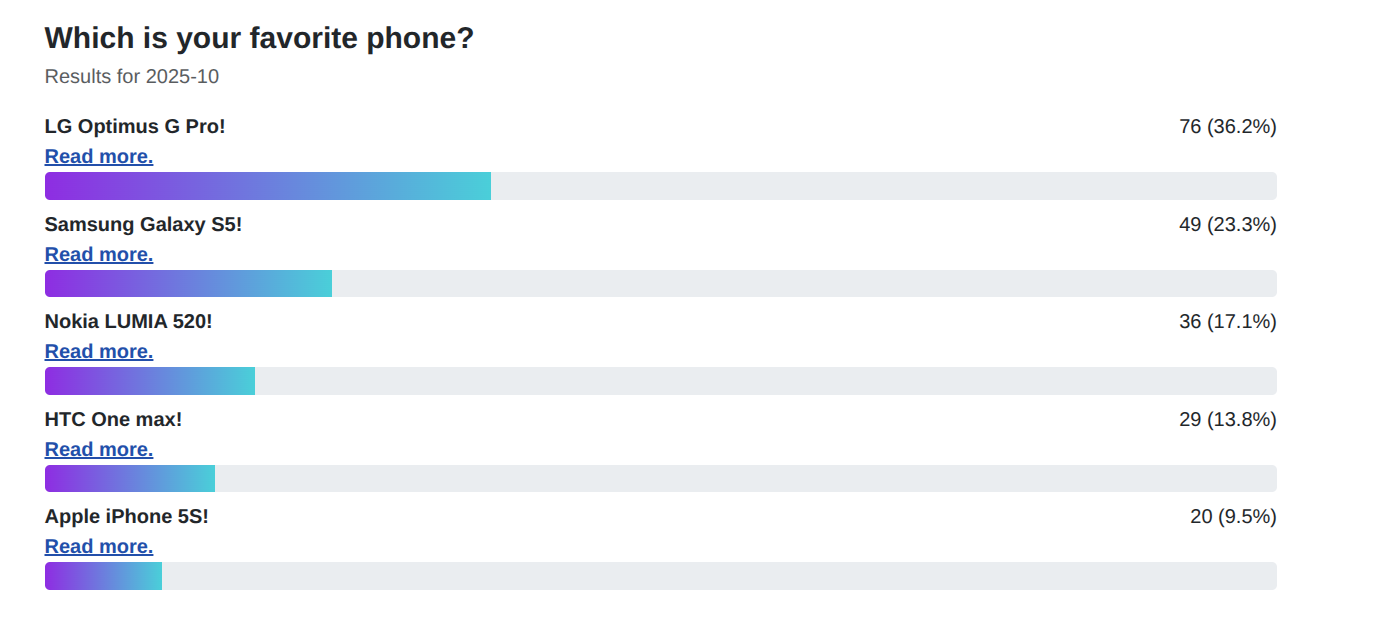 Which is your favorite phone?
Results for 2025-10
LG Optimus G Pro! 76 (36.2%)
Read more.
Samsung Galaxy S5! 49 (23.3%)
Read more.
Nokia LUMIA 520! 36 (17.1%)
Read more.
HTC One max! 29 (13.8%)
Read more.
Apple iPhone 5S! 20 (9.5%)
Read more.